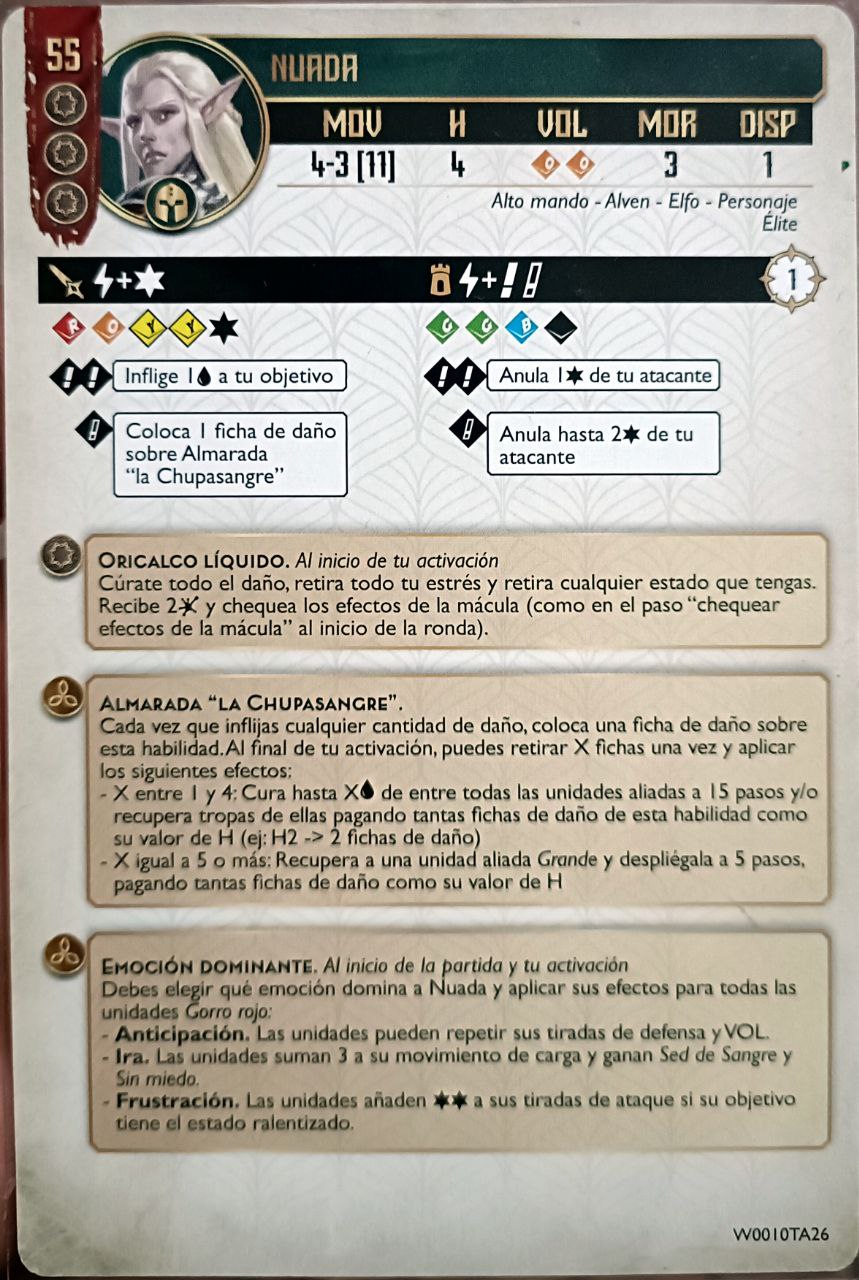 55
NUADA
MOV H VOL MOR DISP
4-3 [11] 4 O O 3 1
Alto mando - Alven - Elfo - Personaje
Élite
+ + ! 1
R O Y Y G G B
!! Inflige 1 a tu objetivo !! Anula 1 de tu atacante
Coloca 1 ficha de daño
sobre Almarada
“la Chupasangre”
Anula hasta 2 de tu
atacante
ORICALCO LÍQUIDO. Al inicio de tu activación
Cúrate todo el daño, retira todo tu estrés y retira cualquier estado que tengas.
Recibe 2 y chequea los efectos de la mácula (como en el paso “chequear
efectos de la mácula” al inicio de la ronda).
ALMARADA “LA CHUPASANGRE”.
Cada vez que inflijas cualquier cantidad de daño, coloca una ficha de daño sobre
esta habilidad. Al final de tu activación, puedes retirar X fichas una vez y aplicar
los siguientes efectos:
- X entre 1 y 4: Cura hasta X de entre todas las unidades aliadas a 15 pasos y/o
recupera tropas de ellas pagando tantas fichas de daño de esta habilidad como
su valor de H (ej: H2 -> 2 fichas de daño)
- X igual a 5 o más: Recupera a una unidad aliada Grande y despliégala a 5 pasos,
pagando tantas fichas de daño como su valor de H
EMOCIÓN DOMINANTE. Al inicio de la partida y tu activación
Debes elegir qué emoción domina a Nuada y aplicar sus efectos para todas las
unidades Gorro rojo:
- Anticipación. Las unidades pueden repetir sus tiradas de defensa y VOL.
- Ira. Las unidades suman 3 a su movimiento de carga y ganan Sed de Sangre y
Sin miedo.
- Frustración. Las unidades añaden ✷✷ a sus tiradas de ataque si su objetivo
tiene el estado ralentizado.
W0010TA26